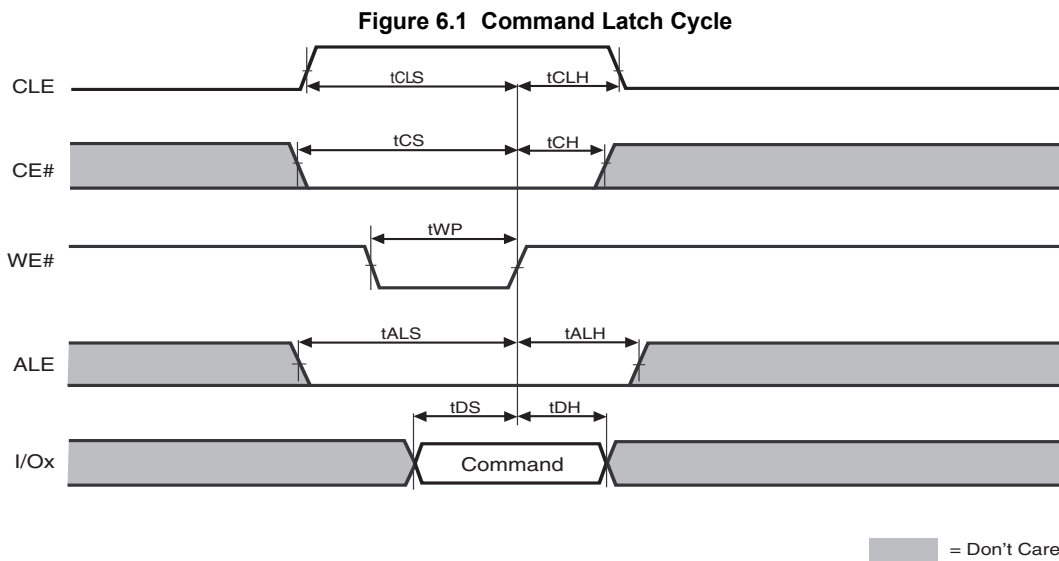 Figure 6.1 Command Latch Cycle
CLE
tCLS
tCLH
CE#
tCS
tCH
WE#
tWP
ALE
tALS
tALH
I/Ox
tDS
tDH
Command
= Don't Care